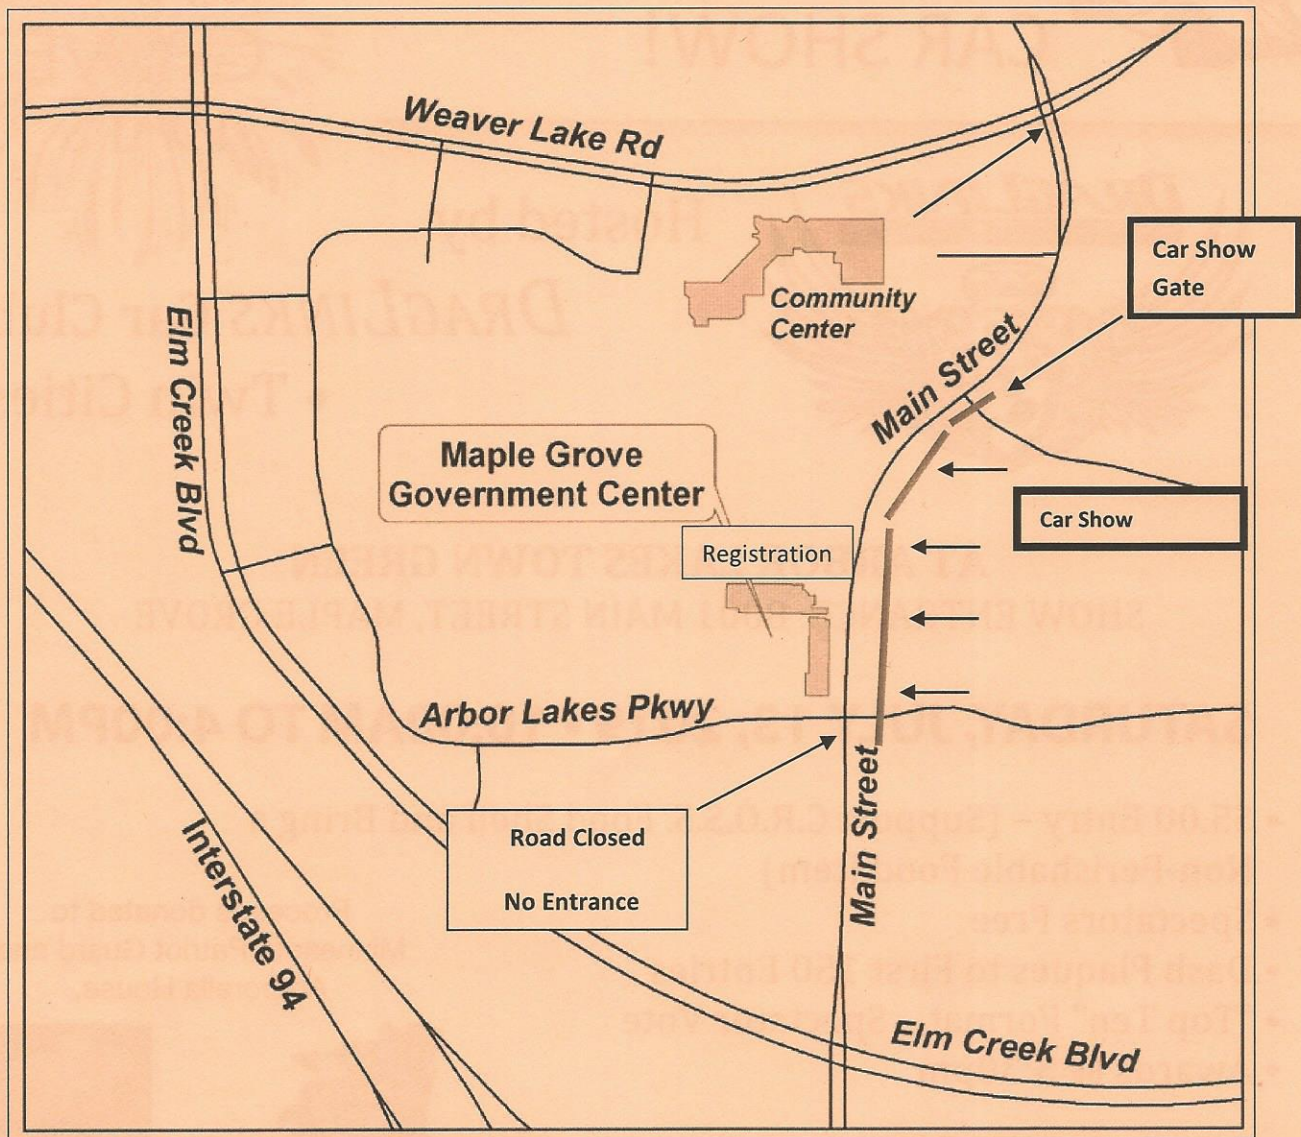 Weaver Lake Rd
Car Show
Gate
Community
Center
Elm Creek Blvd
Main Street
Maple Grove
Government Center
Car Show
Registration
Arbor Lakes Pkwy
Road Closed
No Entrance
Main Street
Interstate 94
Elm Creek Blvd